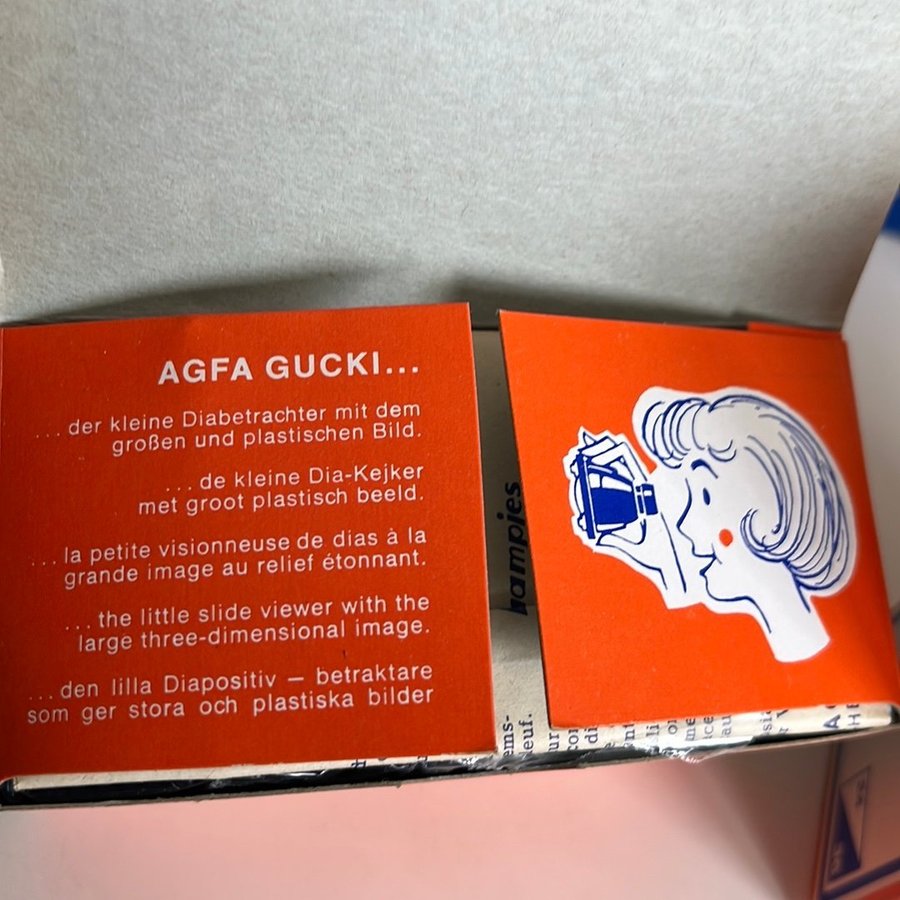 AGFA GUCKI...
... der kleine Diabetrachter mit dem
großen und plastischen Bild.
... de kleine Dia-Kejker
met groot plastisch beeld.
... la petite visionneuse de dias à la
grande image au relief étonnant.
... the little slide viewer with the
large three-dimensional image.
... den lilla Diapositiv – betraktare
som ger stora och plastiska bilder